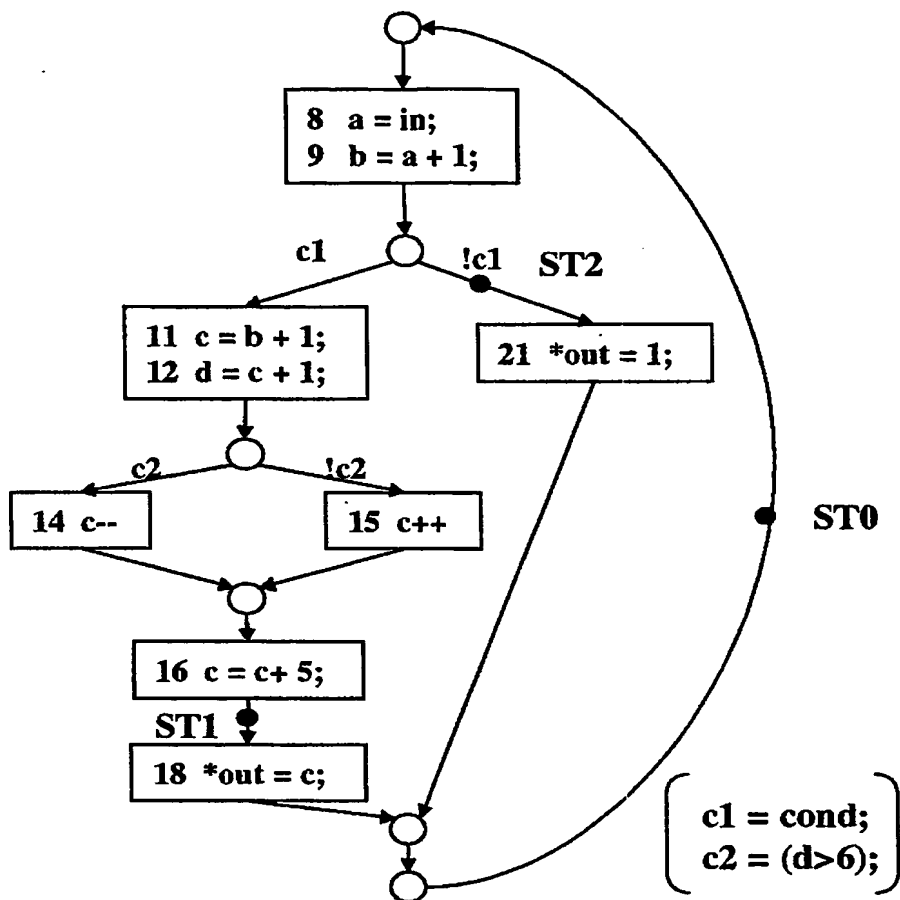 8 a = in;
9 b = a + 1;
c1
!c1
ST2
11 c = b + 1;
12 d = c + 1;
21 *out = 1;
c2
!c2
14 c--
15 c++
ST0
16 c = c+ 5;
ST1
18 *out = c;
c1 = cond;
c2 = (d>6);